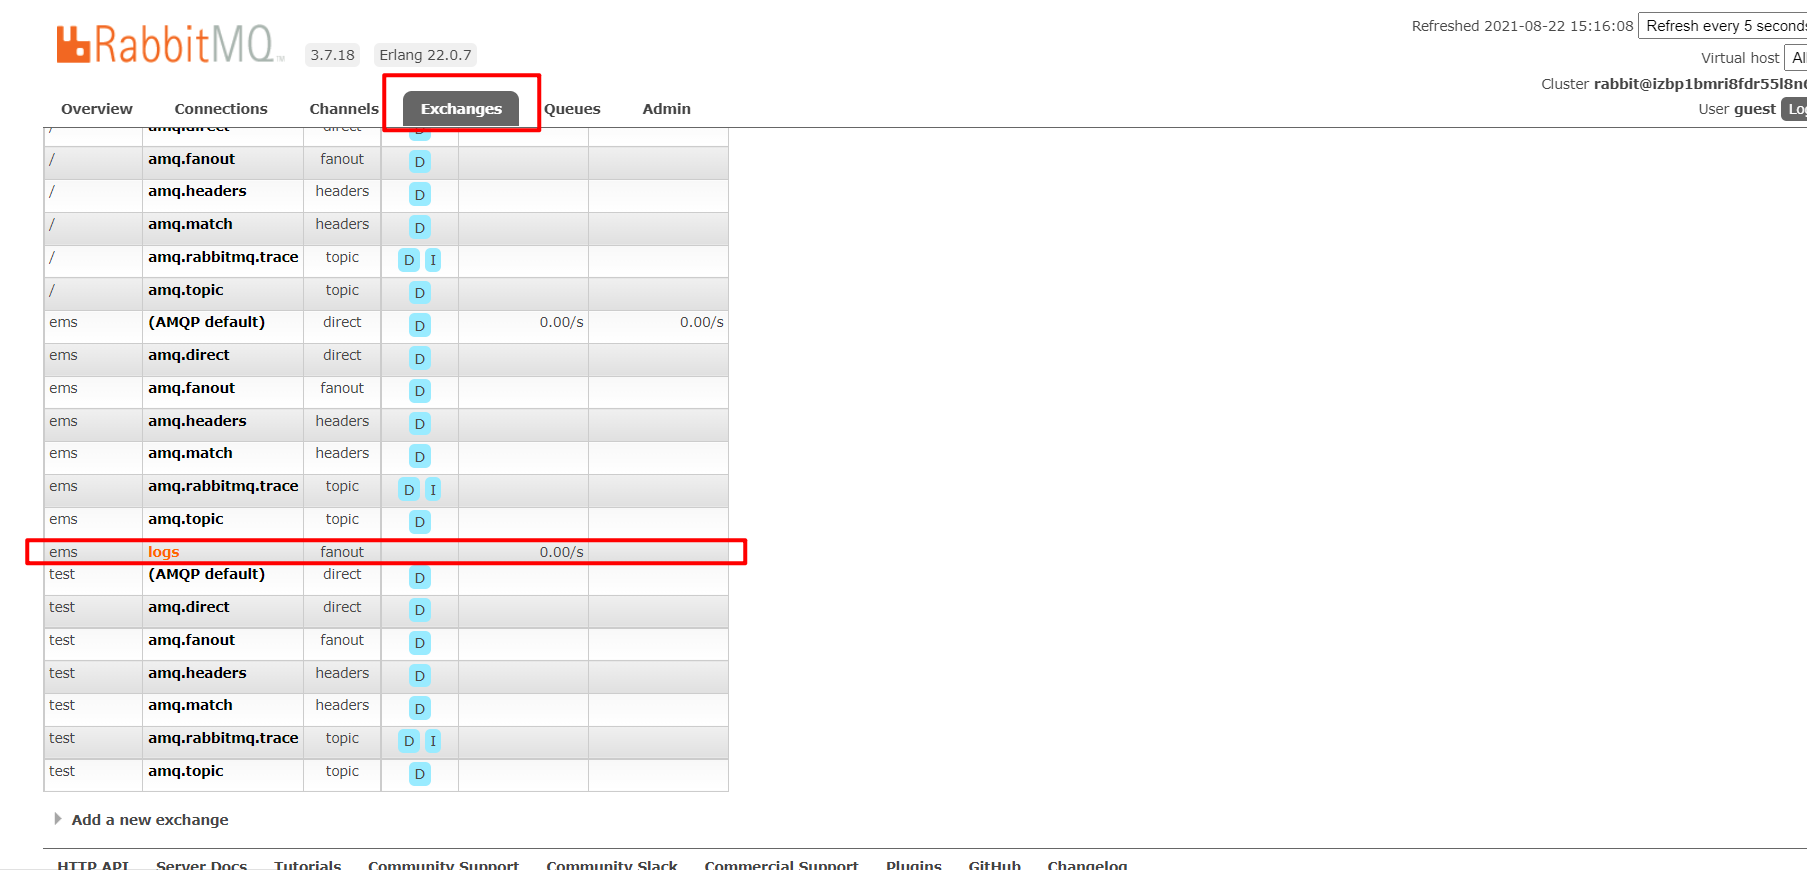 RabbitMQ TM 3.7.18 Erlang 22.0.7
Refreshed 2021-08-22 15:16:08 Refresh every 5 seconds
Virtual host All
Cluster rabbit@izbp1bmri8fdr55l8n
User guest Log
Overview Connections Channels Exchanges Queues Admin
/ amq.direct direct D
/ amq.fanout fanout D
/ amq.headers headers D
/ amq.match headers D
/ amq.rabbitmq.trace topic D I
/ amq.topic topic D
ems (AMQP default) direct D 0.00/s 0.00/s
ems amq.direct direct D
ems amq.fanout fanout D
ems amq.headers headers D
ems amq.match headers D
ems amq.rabbitmq.trace topic D I
ems amq.topic topic D
ems logs fanout 0.00/s
test (AMQP default) direct D
test amq.direct direct D
test amq.fanout fanout D
test amq.headers headers D
test amq.match headers D
test amq.rabbitmq.trace topic D I
test amq.topic topic D
Add a new exchange
HTTP API Server Docs Tutorials Community Support Community Slack Commercial Support Plugins GitHub Changelog